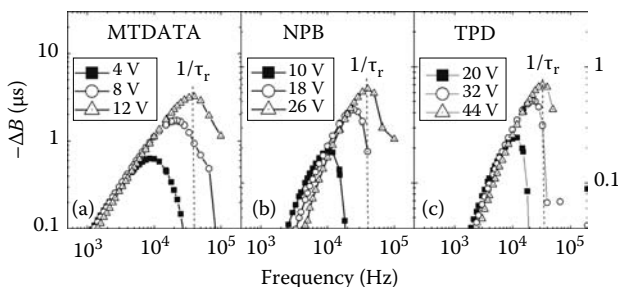 MTDATA
NPB
TPD
−ΔB (μs)
10
1
0.1
4 V
8 V
12 V
1/τr
(a)
10 V
18 V
26 V
1/τr
(b)
20 V
32 V
44 V
1/τr
(c)
1
0.1
10³ 10⁴ 10⁵
10³ 10⁴ 10⁵
10³ 10⁴ 10⁵
Frequency (Hz)